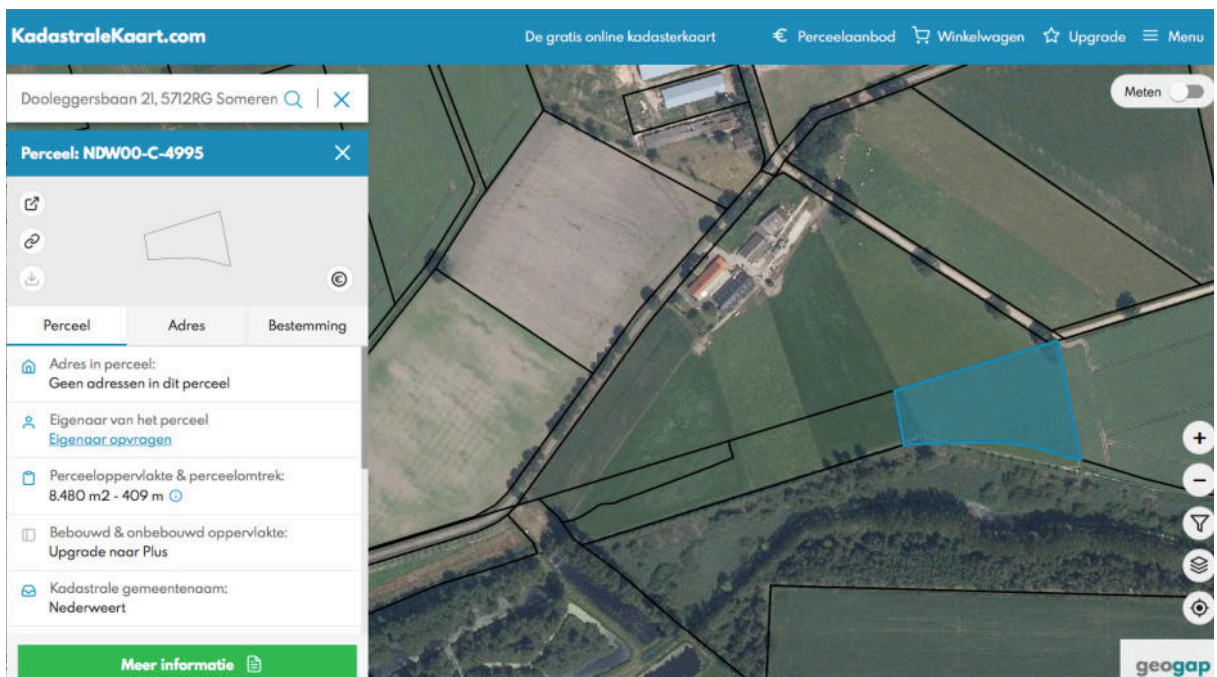 KadastraleKaart.com
De gratis online kadasterkaart
€ Perceelaanbod
Winkelwagen
Upgrade
Menu
Dooleggersbaan 21, 5712RG Someren
Meten
Perceel: NDW00-C-4995
Perceel
Adres
Bestemming
Adres in perceel:
Geen adressen in dit perceel
Eigenaar van het perceel
Eigenaar opvragen
Perceeloppervlakte & perceelomtrek:
8.480 m2 - 409 m
Bebouwd & onbebouwd oppervlakte:
Upgrade naar Plus
Kadastrale gemeentenaam:
Nederweert
Meer informatie
geogap